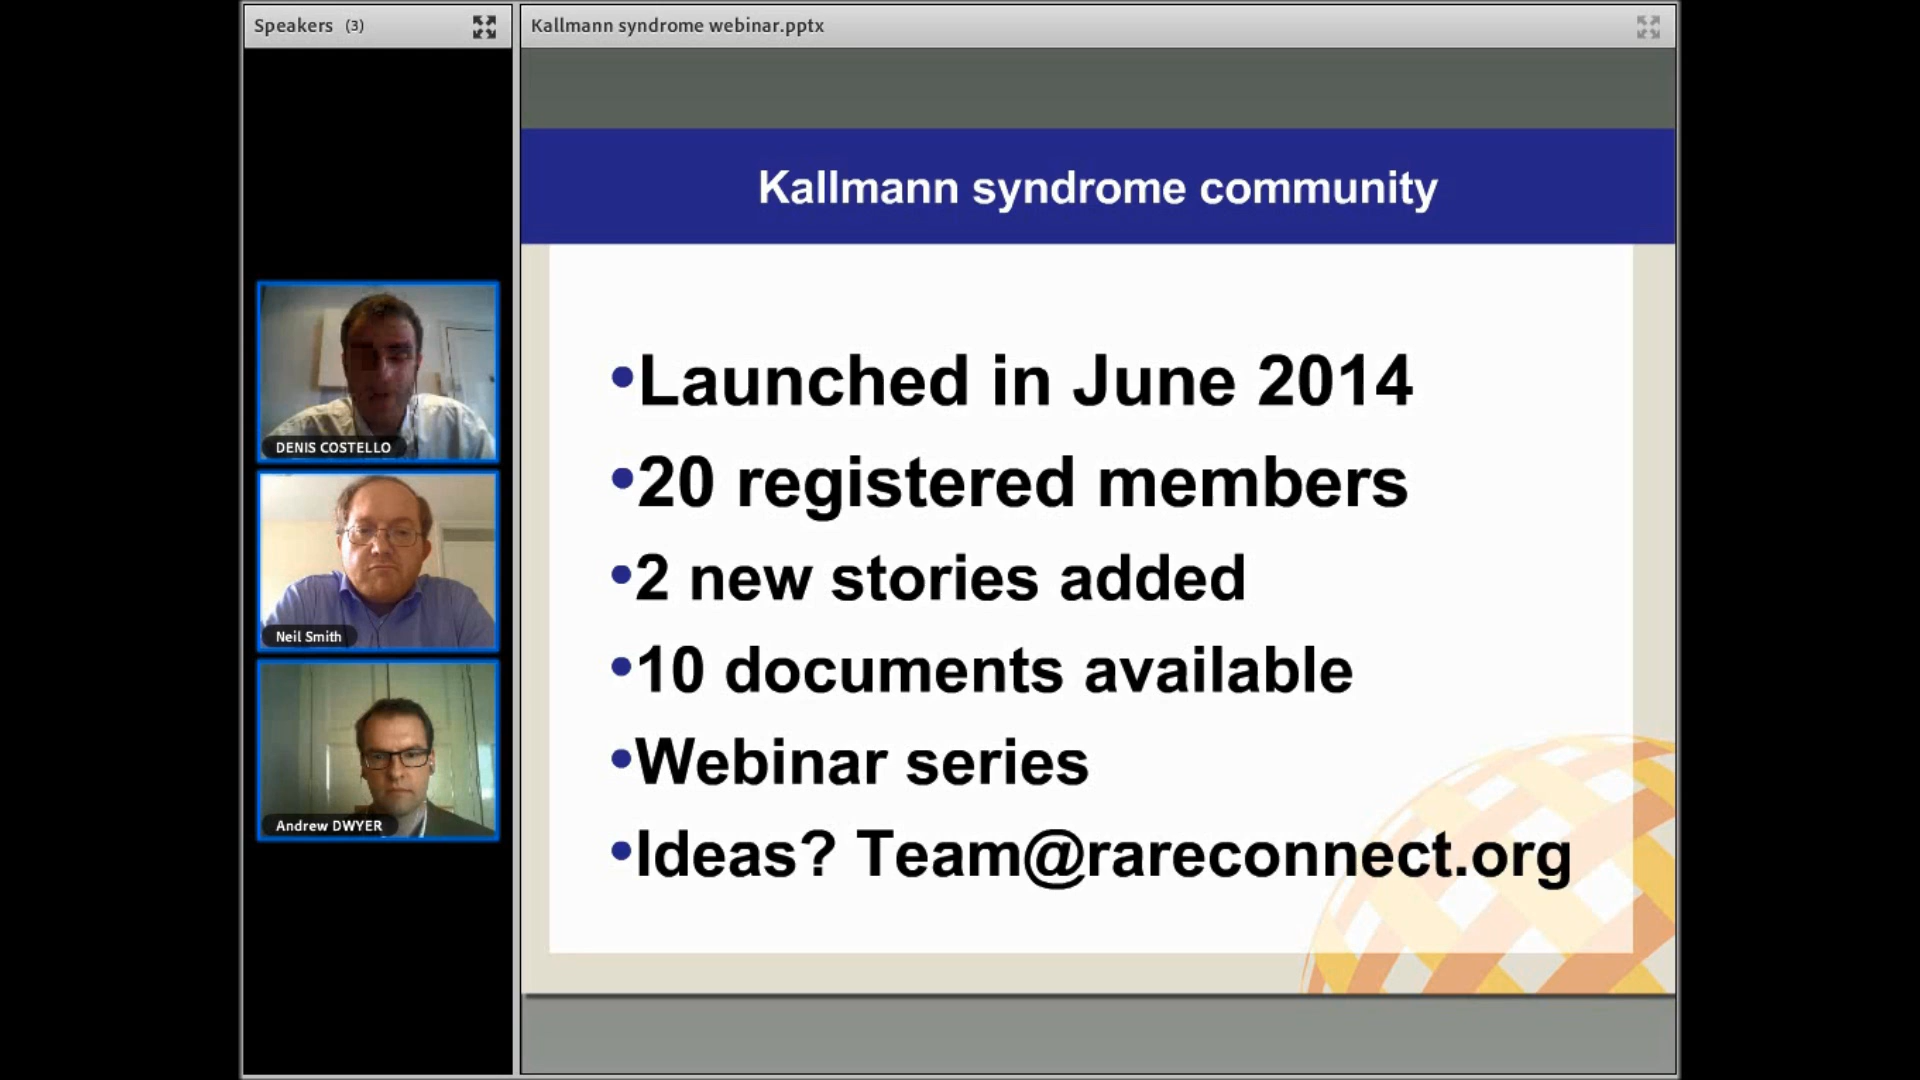 Speakers (3)
Kallmann syndrome webinar.pptx
Kallmann syndrome community
•Launched in June 2014
•20 registered members
•2 new stories added
•10 documents available
•Webinar series
•Ideas? Team@rareconnect.org
DENIS COSTELLO
Neil Smith
Andrew DWYER